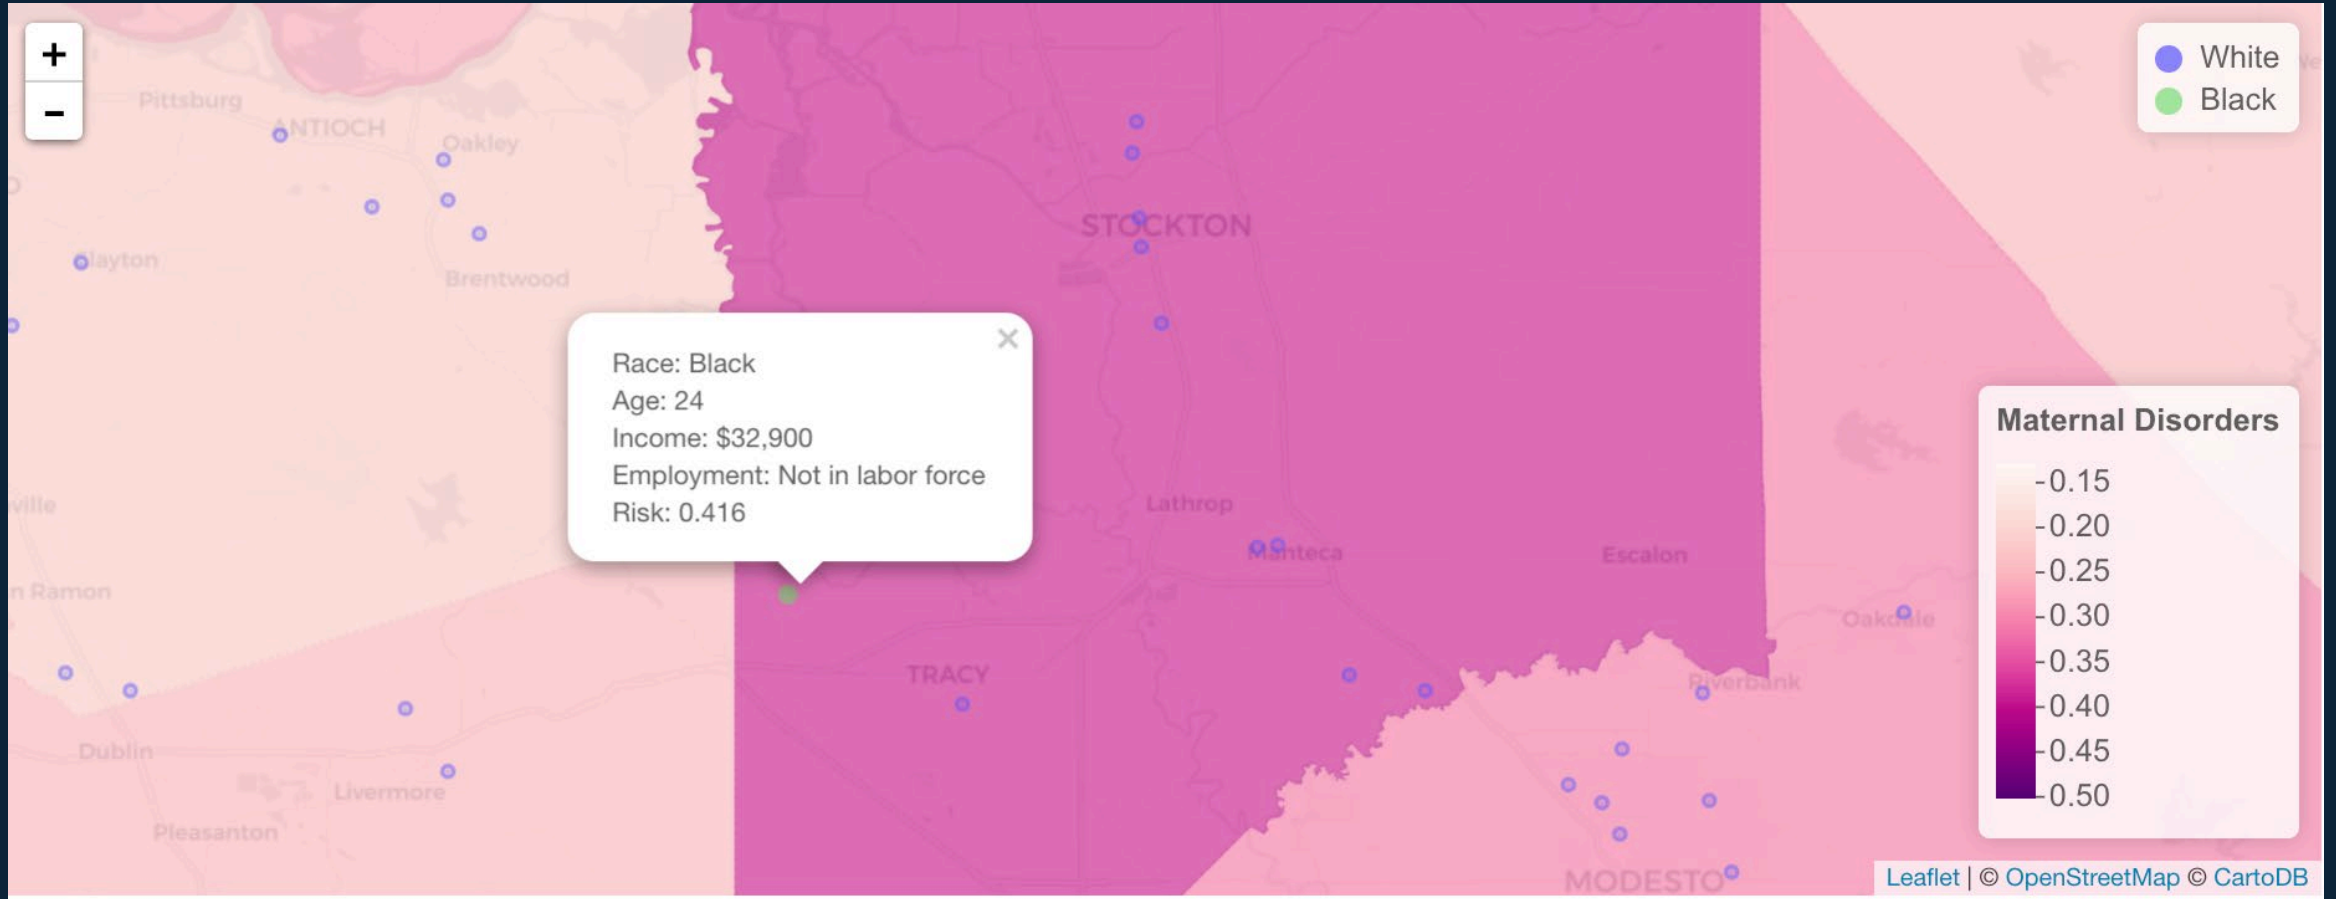 +
−
Pittsburg
ANTIOCH
Oakley
Clayton
Brentwood
STOCKTON
White
Black
Race: Black
Age: 24
Income: $32,900
Employment: Not in labor force
Risk: 0.416
×
Maternal Disorders
0.15
0.20
0.25
0.30
0.35
0.40
0.45
0.50
ville
n Ramon
Lathrop
Manteca
Escalon
Oakdale
TRACY
Riverbank
Dublin
Livermore
Pleasanton
MODESTO
Leaflet | © OpenStreetMap © CartoDB